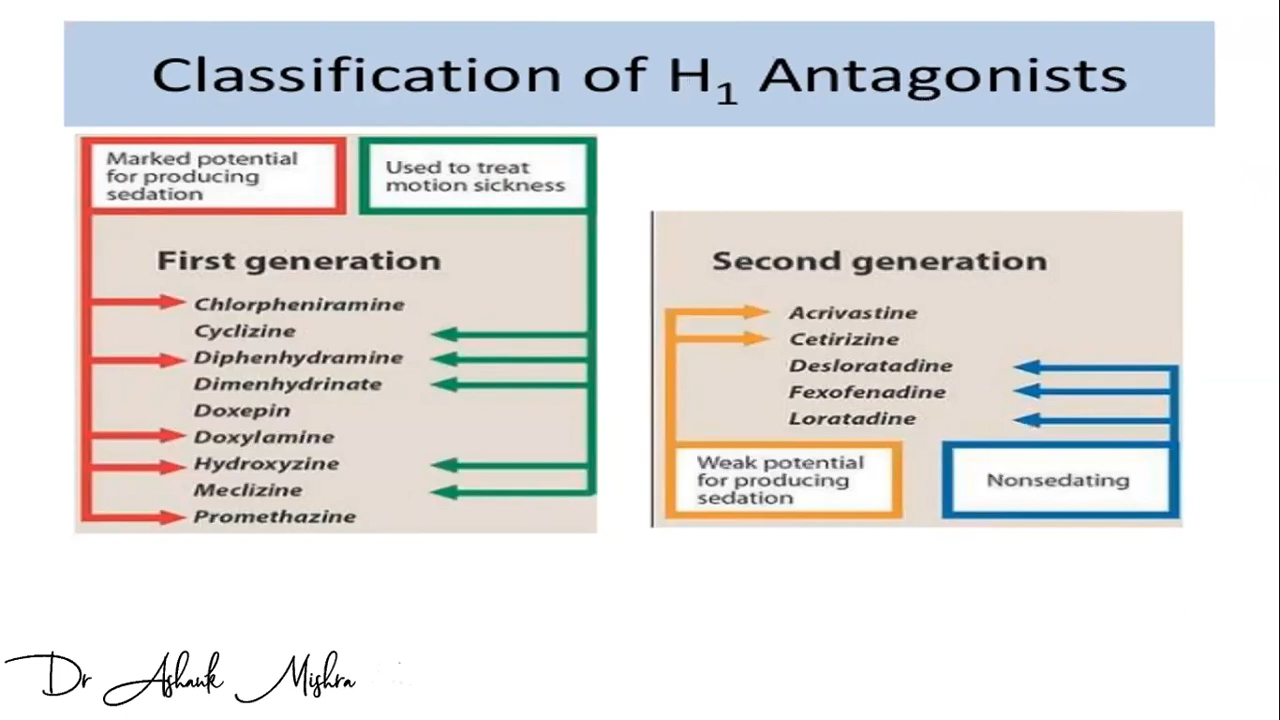 Classification of H1 Antagonists
Marked potential
for producing
sedation
Used to treat
motion sickness
First generation
Chlorpheniramine
Cyclizine
Diphenhydramine
Dimenhydrinate
Doxepin
Doxylamine
Hydroxyzine
Meclizine
Promethazine
Second generation
Acrivastine
Cetirizine
Desloratadine
Fexofenadine
Loratadine
Weak potential
for producing
sedation
Nonsedating
Dr Ashank Mishra